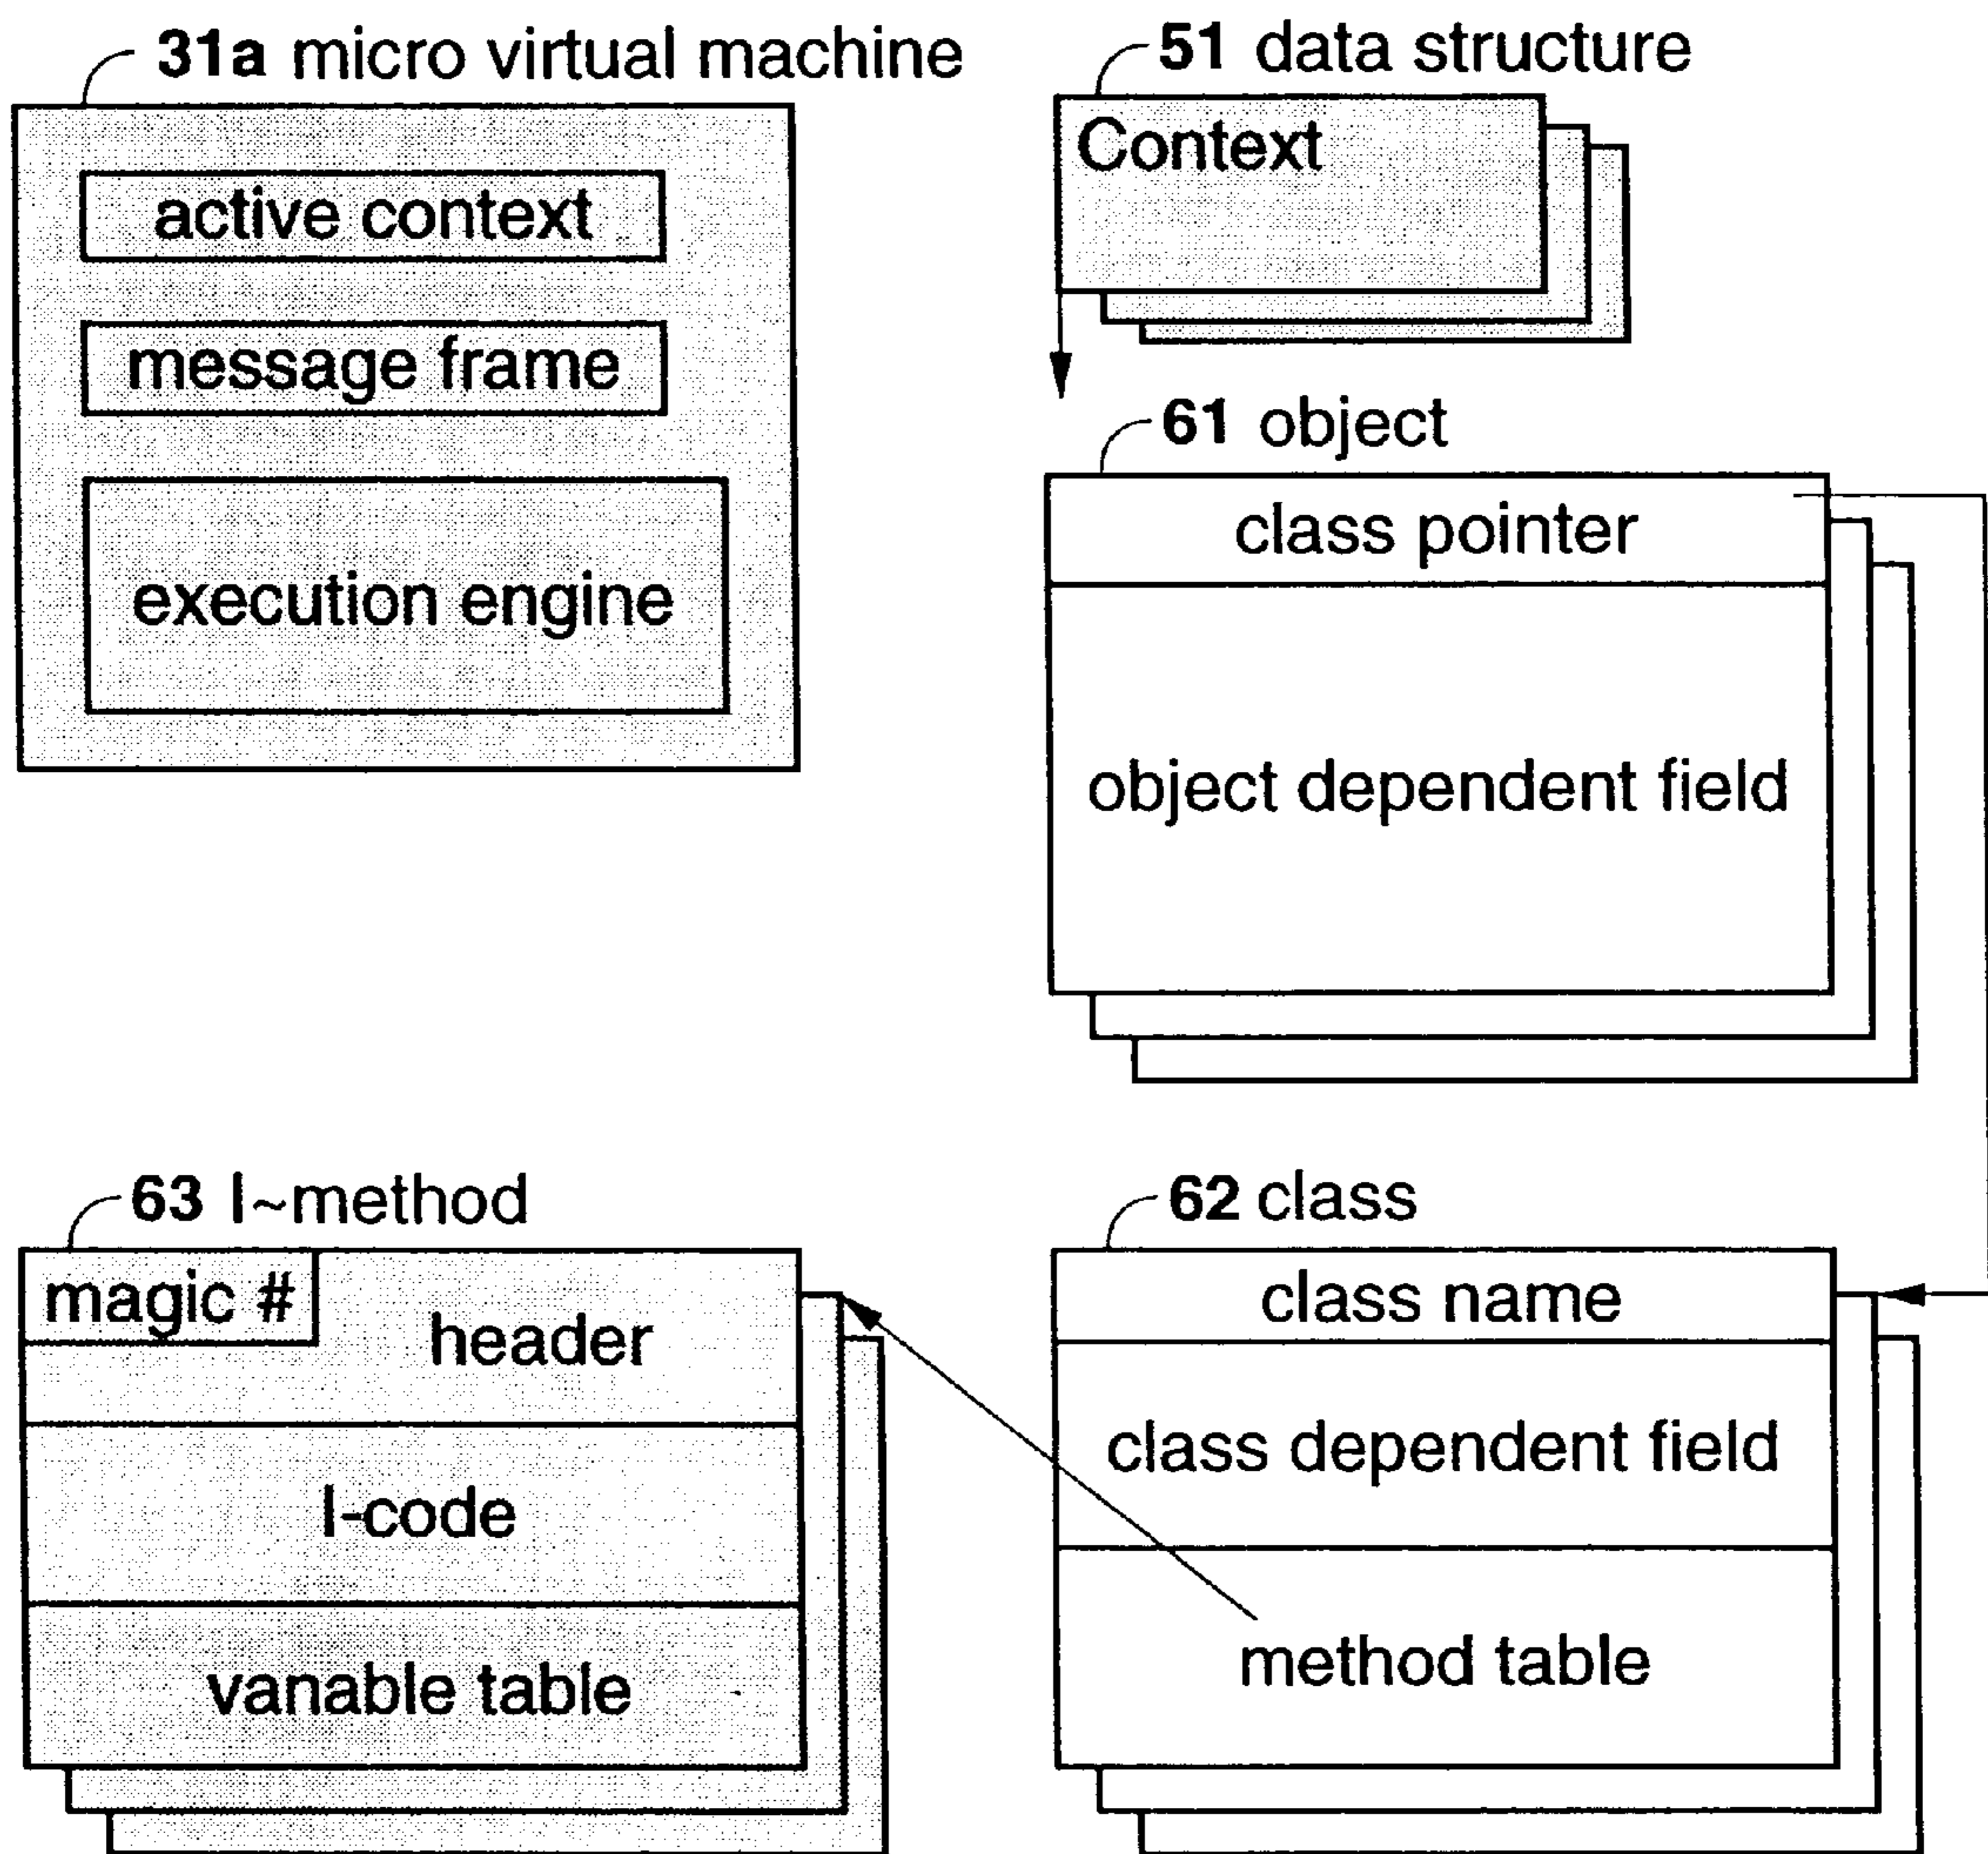 31a micro virtual machine
active context
message frame
execution engine
51 data structure
Context
61 object
class pointer
object dependent field
63 I~method
magic #
header
I-code
vanable table
62 class
class name
class dependent field
method table